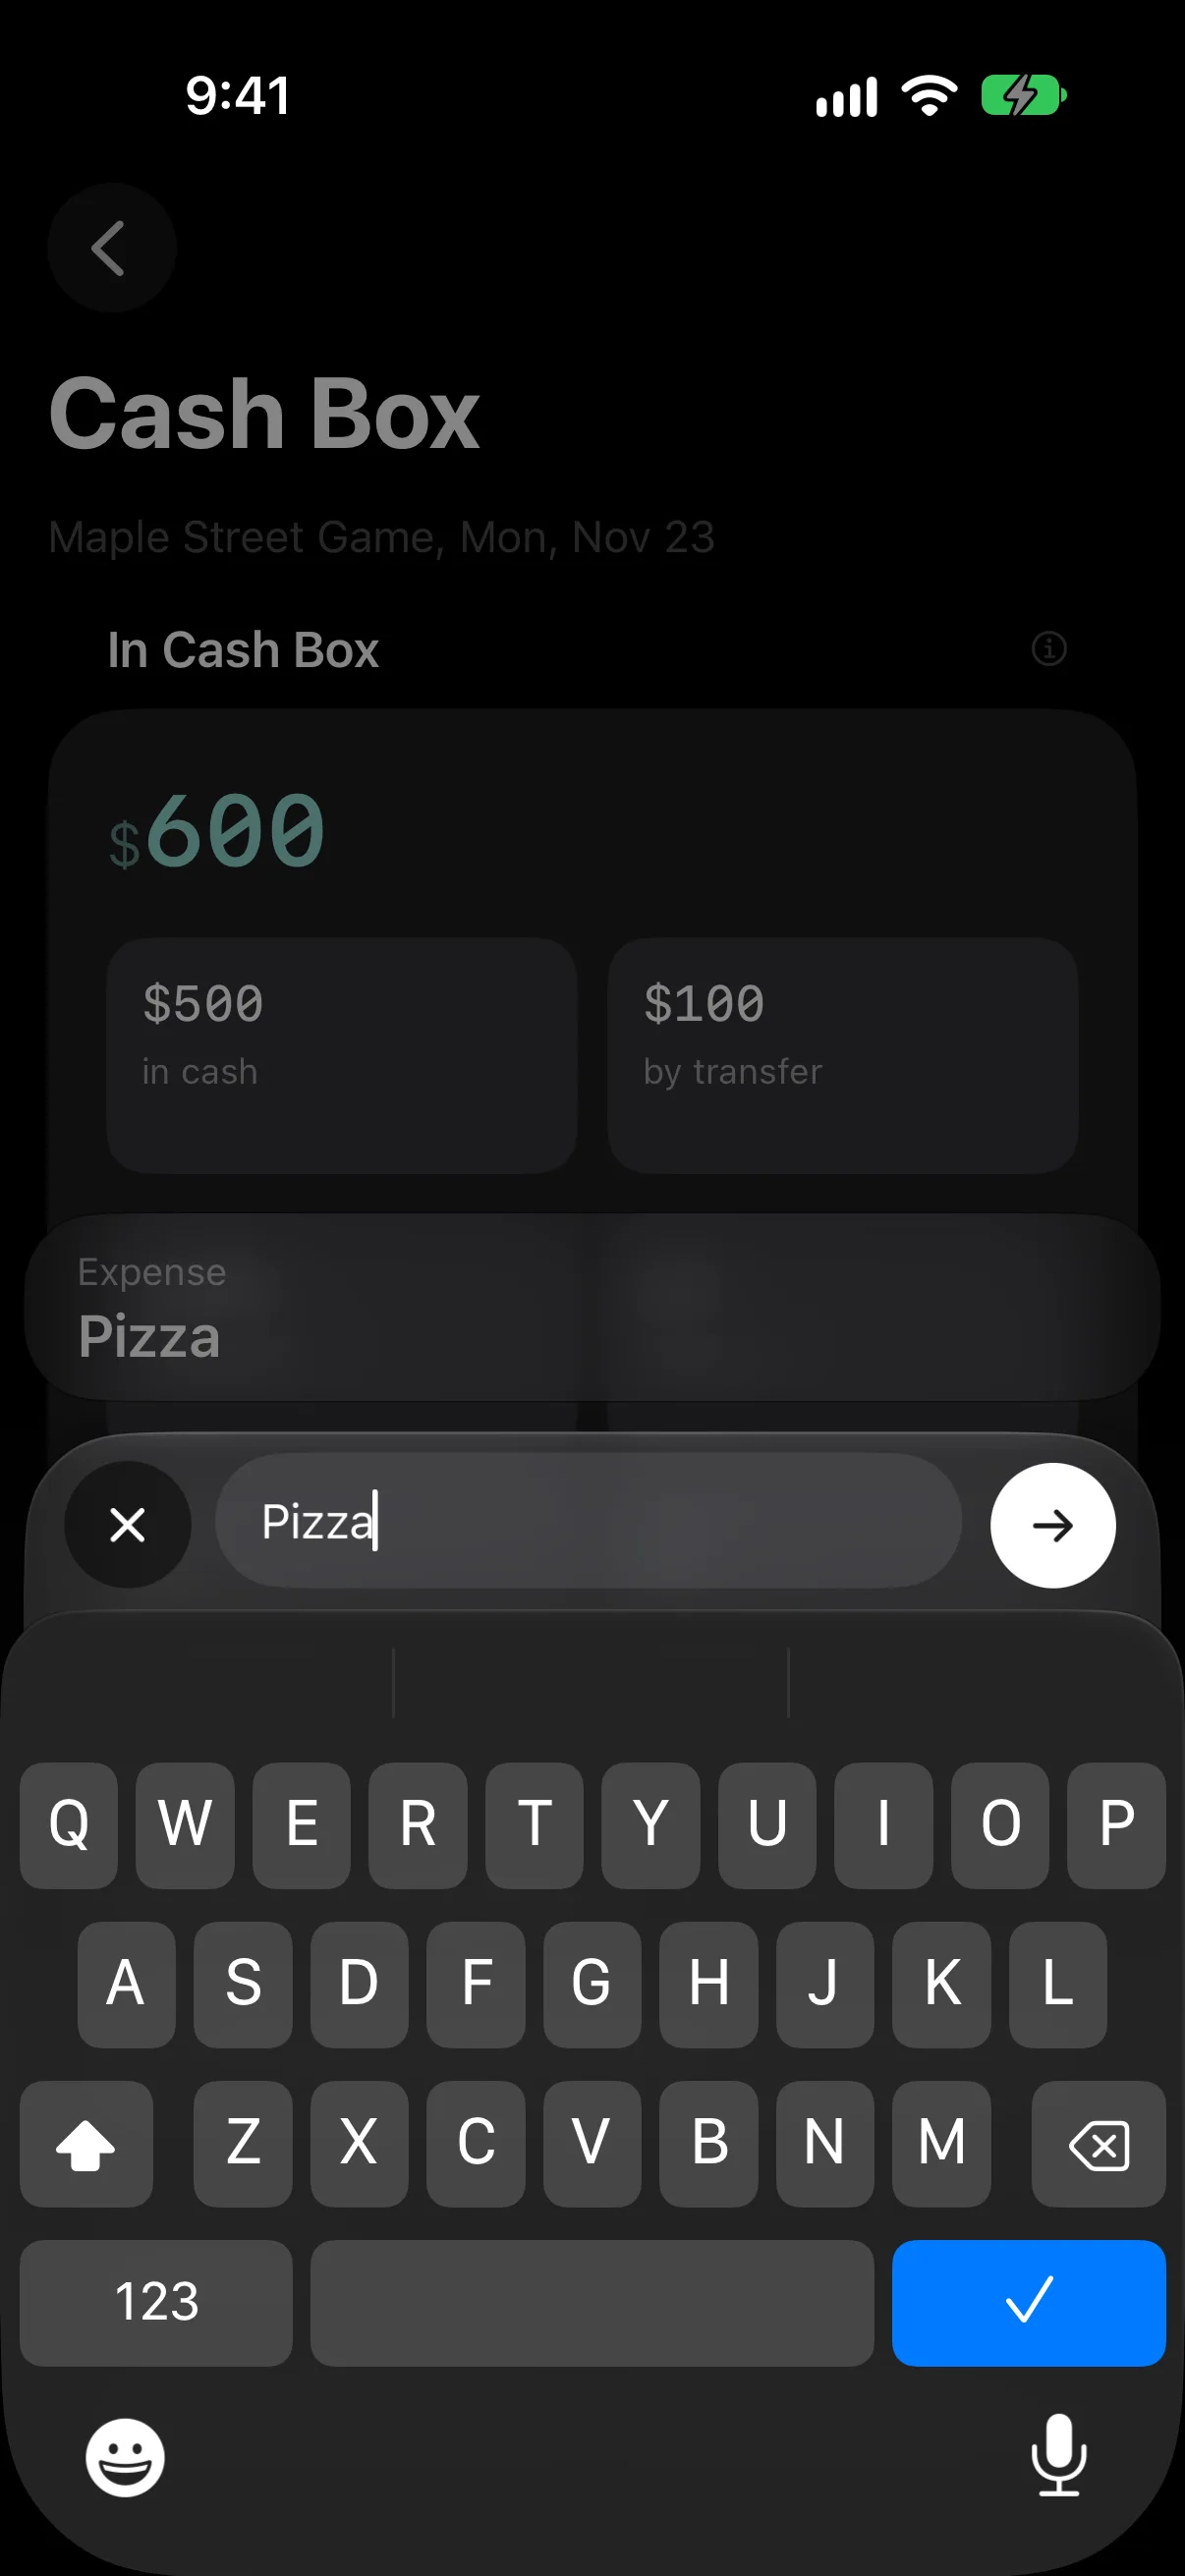 9:41
Cash Box
Maple Street Game, Mon, Nov 23
In Cash Box
$600
$500
$100
in cash
by transfer
Expense
Pizza
Pizza
Q W E R T Y U I O P
A S D F G H J K L
Z X C V B N M
123